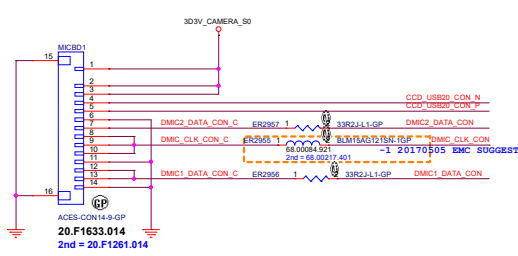 3D3V_CAMERA_S0
MICBD1
15
1
2
3
4
5
6
7
8
9
10
11
12
13
14
16
CCD_USB20_CON_N
CCD_USB20_CON_P
DMIC2_DATA_CON_C ER2957 1 33R2J-L1-GP DMIC2_DATA_CON
DMIC_CLK_CON_C ER2955 1 BLM15AG121SN-1GP DMIC_CLK_CON
68.00084.921
2nd = 68.00217.401
-1 20170505 EMC SUGGEST
DMIC1_DATA_CON_C ER2956 1 33R2J-L1-GP DMIC1_DATA_CON
GP
ACES-CON14-9-GP
20.F1633.014
2nd = 20.F1261.014